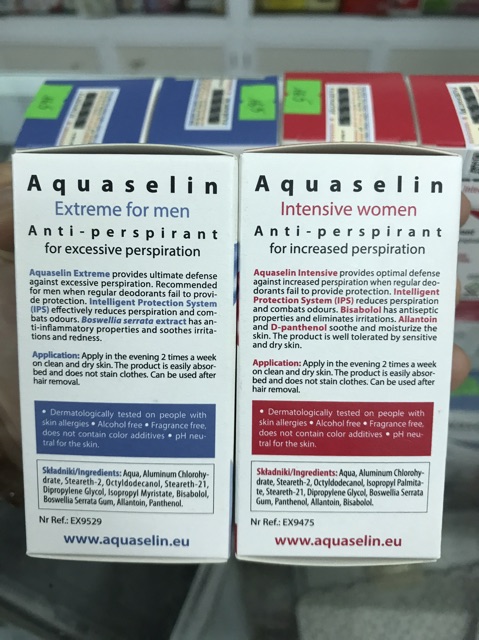 Aquaselin
Extreme for men
Anti-perspirant
for excessive perspiration
Aquaselin Extreme provides ultimate defense
against excessive perspiration. Recommended
for men when regular deodorants fail to provi-
de protection. Intelligent Protection System
(IPS) effectively reduces perspiration and com-
bats odours. Boswellia serrata extract has an-
ti-inflammatory properties and soothes irrita-
tions and redness.
Application: Apply in the evening 2 times a week
on clean and dry skin. The product is easily absor-
bed and does not stain clothes. Can be used after
hair removal.
• Dermatologically tested on people with
skin allergies • Alcohol free • Fragrance free,
does not contain color additives • pH neu-
tral for the skin.
Składniki/Ingredients: Aqua, Aluminum Chlorohy-
drate, Steareth-2, Octyldodecanol, Steareth-21,
Dipropylene Glycol, Isopropyl Myristate, Bisabolol,
Boswellia Serrata Gum, Allantoin, Panthenol.
Nr Ref.: EX9529
www.aquaselin.eu
Aquaselin
Intensive women
Anti-perspirant
for increased perspiration
Aquaselin Intensive provides optimal defense
against increased perspiration when regular deo-
dorants fail to provide protection. Intelligent
Protection System (IPS) reduces perspiration
and combats odours. Bisabolol has antiseptic
properties and eliminates irritations. Allantoin
and D-panthenol soothe and moisturize the
skin. The product is well tolerated by sensitive
and dry skin.
Application: Apply in the evening 2 times a week
on clean and dry skin. The product is easily absor-
bed and does not stain clothes. Can be used after
hair removal.
• Dermatologically tested on people with
skin allergies • Alcohol free • Fragrance free,
does not contain color additives • pH neu-
tral for the skin.
Składniki/Ingredients: Aqua, Aluminum Chlorohy-
drate, Steareth-2, Octyldodecanol, Isopropyl Palmita-
te, Steareth-21, Dipropylene Glycol, Boswellia Serrata
Gum, Panthenol, Allantoin, Bisabolol.
Nr Ref.: EX9475
www.aquaselin.eu